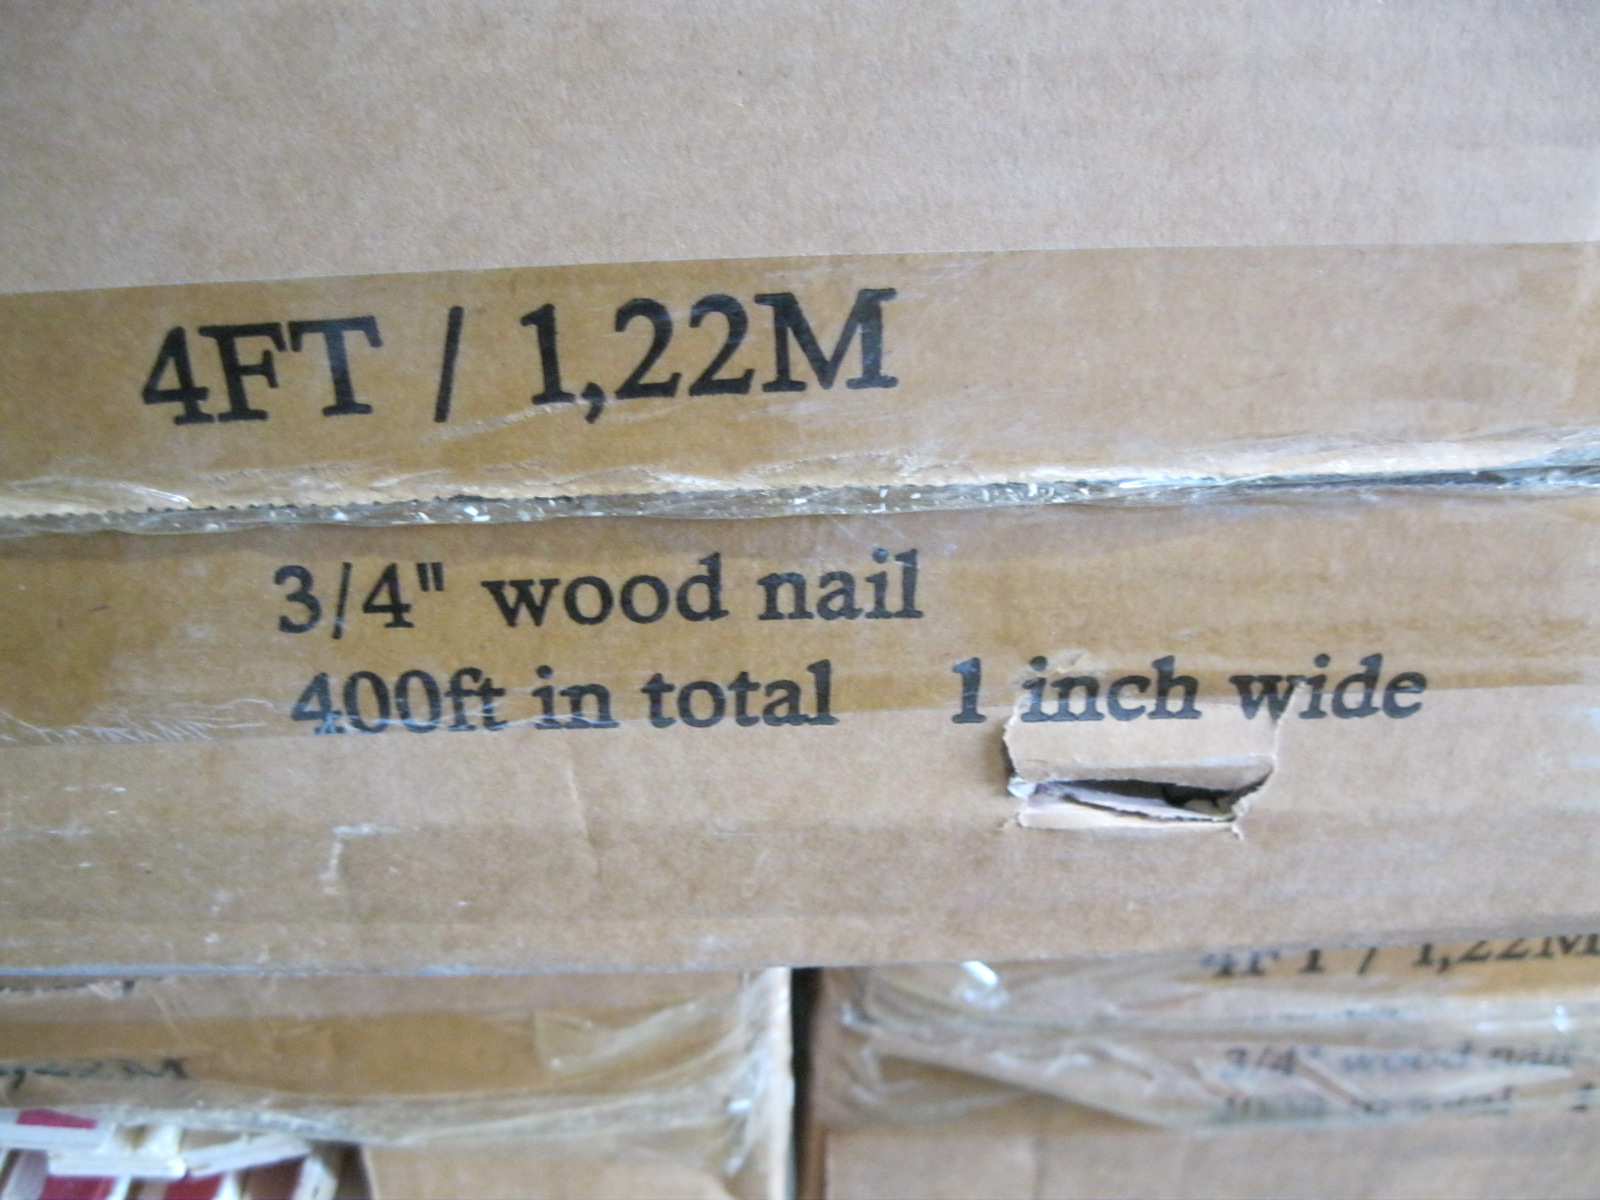 4FT / 1,22M
3/4" wood nail
400ft in total 1 inch wide
4FT / 1,22M
3/4" wood nail